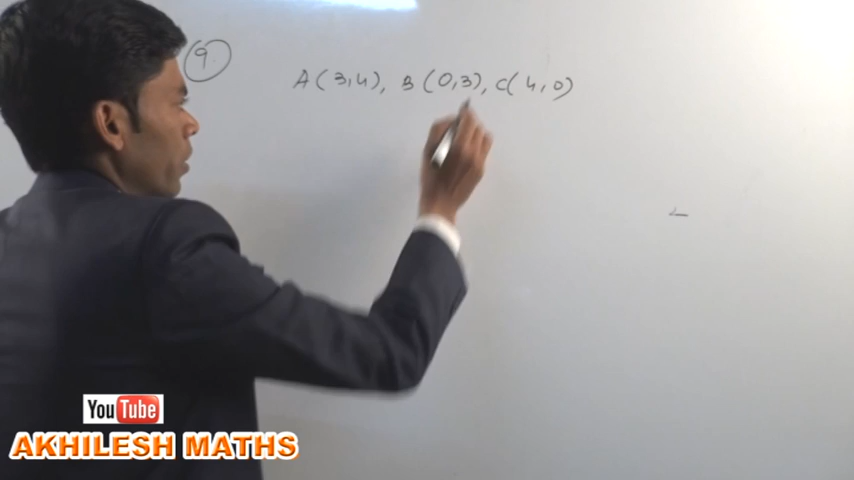 9.
A(3,4), B(0,3), C(4,0)
YouTube
AKHILESH MATHS